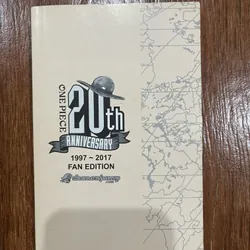 ONE PIECE
20th
ANNIVERSARY
1997 ~ 2017
FAN EDITION